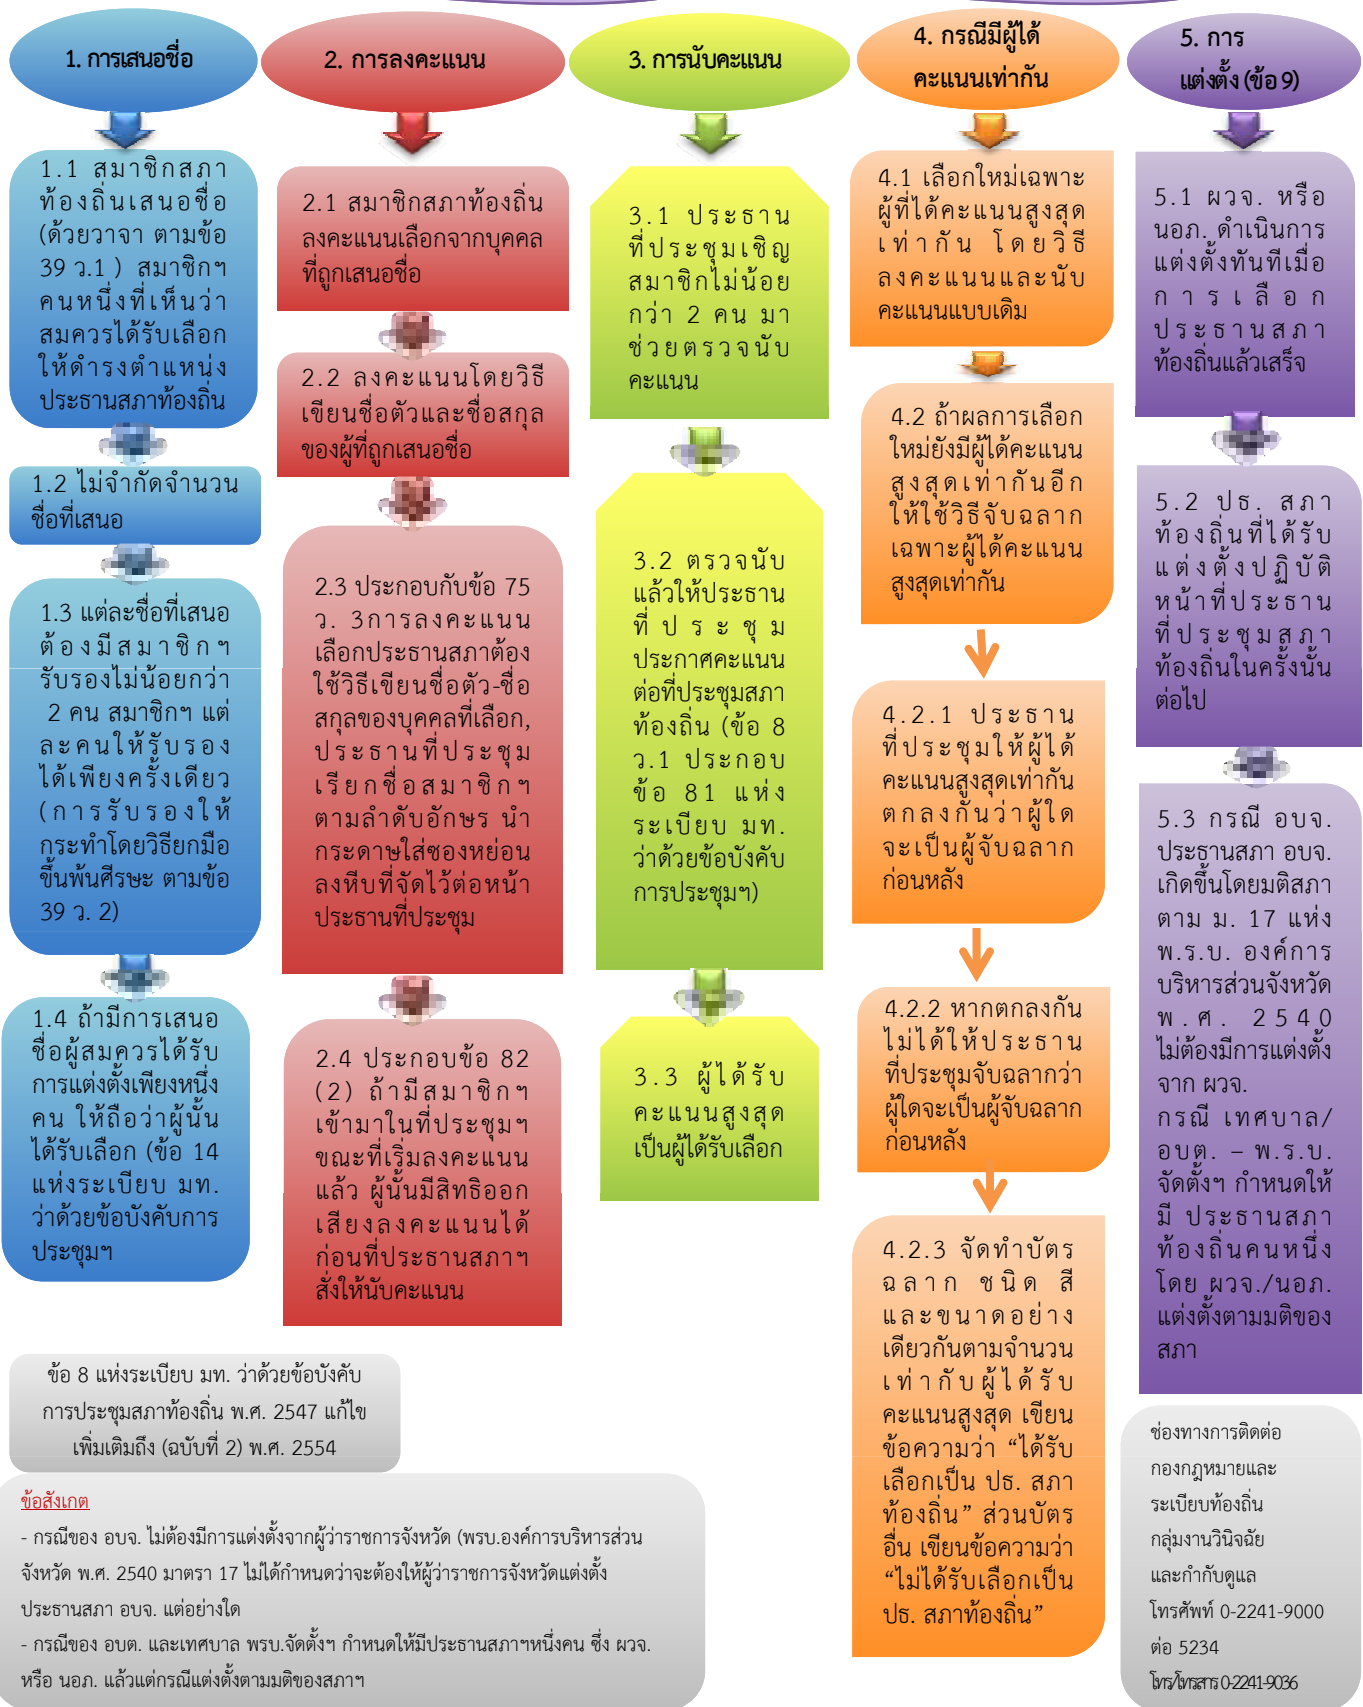 1. การเสนอชื่อ
1.1 สมาชิกสภา
ท้องถิ่นเสนอชื่อ
(ด้วยวาจา ตามข้อ
39 ว.1 ) สมาชิกฯ
คนหนึ่งที่เห็นว่า
สมควรได้รับเลือก
ให้ดำรงตำแหน่ง
ประธานสภาท้องถิ่น
1.2 ไม่จำกัดจำนวน
ชื่อที่เสนอ
1.3 แต่ละชื่อที่เสนอ
ต้องมีสมาชิกฯ
รับรองไม่น้อยกว่า
2 คน สมาชิกฯ แต่
ละคนให้รับรอง
ได้เพียงครั้งเดียว
(การรับรองให้
กระทำโดยวิธียกมือ
ขึ้นพ้นศีรษะ ตามข้อ
39 ว. 2)
1.4 ถ้ามีการเสนอ
ชื่อผู้สมควรได้รับ
การแต่งตั้งเพียงหนึ่ง
คน ให้ถือว่าผู้นั้น
ได้รับเลือก (ข้อ 14
แห่งระเบียบ มท.
ว่าด้วยข้อบังคับการ
ประชุมฯ
2. การลงคะแนน
2.1 สมาชิกสภาท้องถิ่น
ลงคะแนนเลือกจากบุคคล
ที่ถูกเสนอชื่อ
2.2 ลงคะแนนโดยวิธี
เขียนชื่อตัวและชื่อสกุล
ของผู้ที่ถูกเสนอชื่อ
2.3 ประกอบกับข้อ 75
ว. 3การลงคะแนน
เลือกประธานสภาต้อง
ใช้วิธีเขียนชื่อตัว-ชื่อ
สกุลของบุคคลที่เลือก,
ประธานที่ประชุม
เรียกชื่อสมาชิกฯ
ตามลำดับอักษร นำ
กระดาษใส่ซองหย่อน
ลงหีบที่จัดไว้ต่อหน้า
ประธานที่ประชุม
2.4 ประกอบข้อ 82
(2) ถ้ามีสมาชิกฯ
เข้ามาในที่ประชุมฯ
ขณะที่เริ่มลงคะแนน
แล้ว ผู้นั้นมีสิทธิออก
เสียงลงคะแนนได้
ก่อนที่ประธานสภาฯ
สั่งให้นับคะแนน
3. การนับคะแนน
3.1 ประธาน
ที่ประชุมเชิญ
สมาชิกไม่น้อย
กว่า 2 คน มา
ช่วยตรวจนับ
คะแนน
3.2 ตรวจนับ
แล้วให้ประธาน
ที่ประชุม
ประกาศคะแนน
ต่อที่ประชุมสภา
ท้องถิ่น (ข้อ 8
ว.1 ประกอบ
ข้อ 81 แห่ง
ระเบียบ มท.
ว่าด้วยข้อบังคับ
การประชุมฯ)
3.3 ผู้ได้รับ
คะแนนสูงสุด
เป็นผู้ได้รับเลือก
4. กรณีมีผู้ได้
คะแนนเท่ากัน
4.1 เลือกใหม่เฉพาะ
ผู้ที่ได้คะแนนสูงสุด
เท่ากัน โดยวิธี
ลงคะแนนและนับ
คะแนนแบบเดิม
4.2 ถ้าผลการเลือก
ใหม่ยังมีผู้ได้คะแนน
สูงสุดเท่ากันอีก
ให้ใช้วิธีจับฉลาก
เฉพาะผู้ได้คะแนน
สูงสุดเท่ากัน
4.2.1 ประธาน
ที่ประชุมให้ผู้ได้
คะแนนสูงสุดเท่ากัน
ตกลงกันว่าผู้ใด
จะเป็นผู้จับฉลาก
ก่อนหลัง
4.2.2 หากตกลงกัน
ไม่ได้ให้ประธาน
ที่ประชุมจับฉลากว่า
ผู้ใดจะเป็นผู้จับฉลาก
ก่อนหลัง
4.2.3 จัดทำบัตร
ฉลาก ชนิด สี
และขนาดอย่าง
เดียวกันตามจำนวน
เท่ากับผู้ได้รับ
คะแนนสูงสุด เขียน
ข้อความว่า “ได้รับ
เลือกเป็น ปธ. สภา
ท้องถิ่น” ส่วนบัตร
อื่น เขียนข้อความว่า
“ไม่ได้รับเลือกเป็น
ปธ. สภาท้องถิ่น”
5. การ
แต่งตั้ง (ข้อ 9)
5.1 ผวจ. หรือ
นอภ. ดำเนินการ
แต่งตั้งทันทีเมื่อ
การเลือก
ประธานสภา
ท้องถิ่นแล้วเสร็จ
5.2 ปธ. สภา
ท้องถิ่นที่ได้รับ
แต่งตั้งปฏิบัติ
หน้าที่ประธาน
ที่ประชุมสภา
ท้องถิ่นในครั้งนั้น
ต่อไป
5.3 กรณี อบจ.
ประธานสภา อบจ.
เกิดขึ้นโดยมติสภา
ตาม ม. 17 แห่ง
พ.ร.บ. องค์การ
บริหารส่วนจังหวัด
พ.ศ. 2540
ไม่ต้องมีการแต่งตั้ง
จาก ผวจ.
กรณี เทศบาล/
อบต. – พ.ร.บ.
จัดตั้งฯ กำหนดให้
มี ประธานสภา
ท้องถิ่นคนหนึ่ง
โดย ผวจ./นอภ.
แต่งตั้งตามมติของ
สภา
ข้อ 8 แห่งระเบียบ มท. ว่าด้วยข้อบังคับ
การประชุมสภาท้องถิ่น พ.ศ. 2547 แก้ไข
เพิ่มเติมถึง (ฉบับที่ 2) พ.ศ. 2554
ข้อสังเกต
- กรณีของ อบจ. ไม่ต้องมีการแต่งตั้งจากผู้ว่าราชการจังหวัด (พรบ.องค์การบริหารส่วน
จังหวัด พ.ศ. 2540 มาตรา 17 ไม่ได้กำหนดว่าจะต้องให้ผู้ว่าราชการจังหวัดแต่งตั้ง
ประธานสภา อบจ. แต่อย่างใด
- กรณีของ อบต. และเทศบาล พรบ.จัดตั้งฯ กำหนดให้มีประธานสภาฯหนึ่งคน ซึ่ง ผวจ.
หรือ นอภ. แล้วแต่กรณีแต่งตั้งตามมติของสภาฯ
ช่องทางการติดต่อ
กองกฎหมายและ
ระเบียบท้องถิ่น
กลุ่มงานวินิจฉัย
และกำกับดูแล
โทรศัพท์ 0-2241-9000
ต่อ 5234
โทร/โทรสาร 0-2241-9036